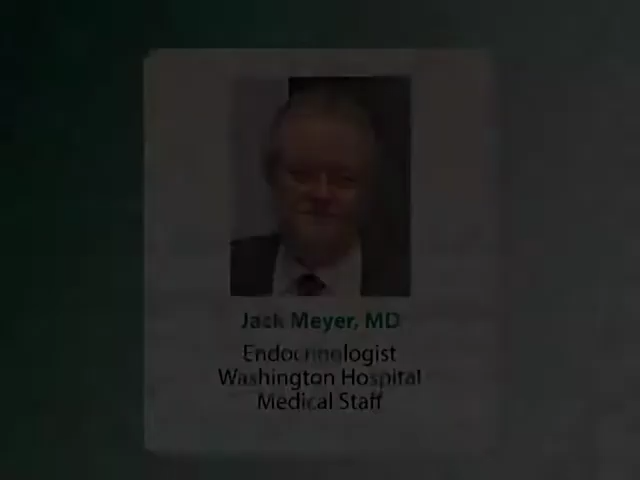 Jack Meyer, MD
Endocrinologist
Washington Hospital
Medical Staff